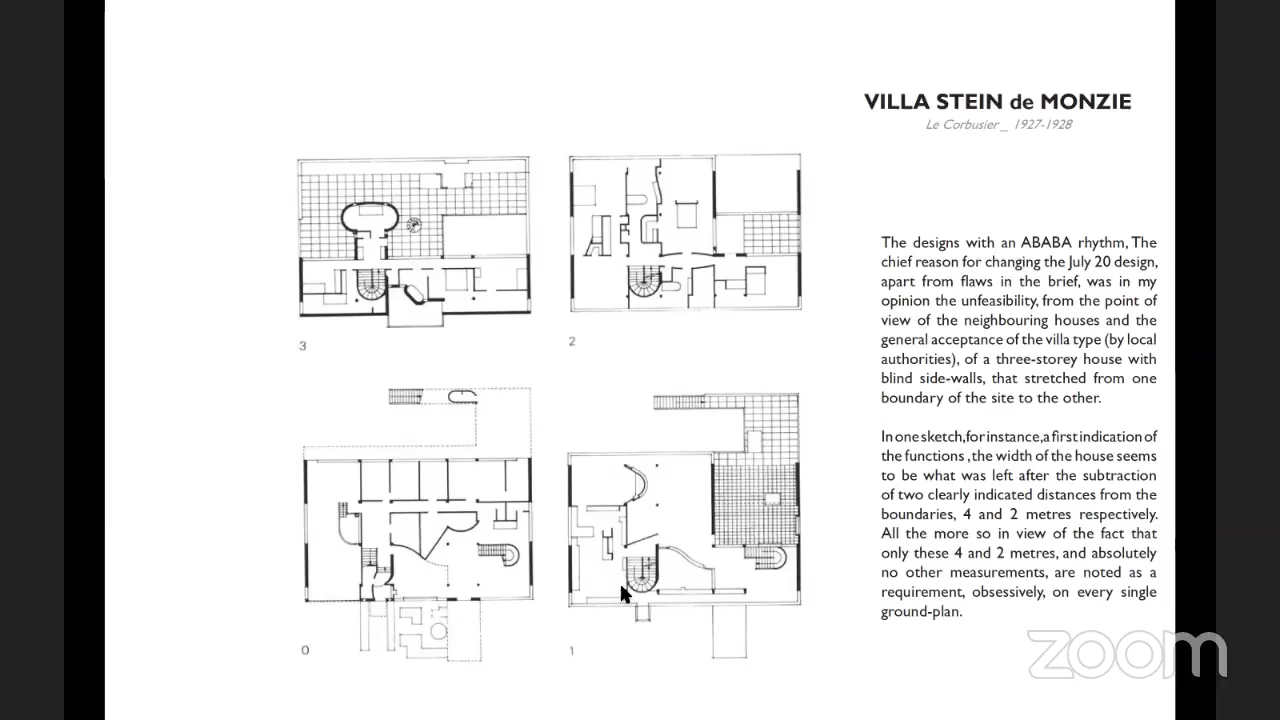 VILLA STEIN de MONZIE
Le Corbusier _ 1927-1928
The designs with an ABABA rhythm, The
chief reason for changing the July 20 design,
apart from flaws in the brief, was in my
opinion the unfeasibility, from the point of
view of the neighbouring houses and the
general acceptance of the villa type (by local
authorities), of a three-storey house with
blind side-walls, that stretched from one
boundary of the site to the other.
In one sketch, for instance, a first indication of
the functions , the width of the house seems
to be what was left after the subtraction
of two clearly indicated distances from the
boundaries, 4 and 2 metres respectively.
All the more so in view of the fact that
only these 4 and 2 metres, and absolutely
no other measurements, are noted as a
requirement, obsessively, on every single
ground-plan.
3
2
0
1
zoom